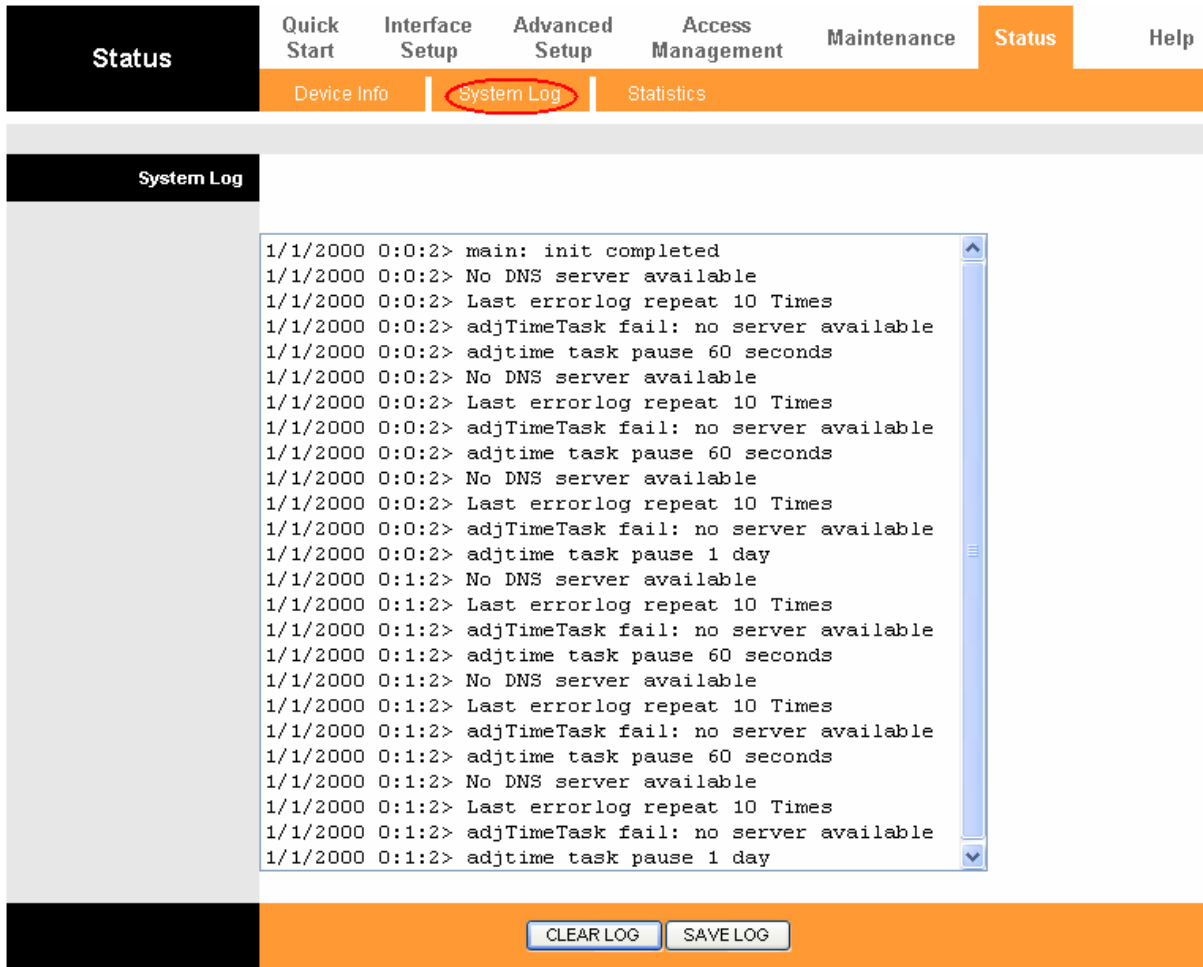 Status
Quick Start
Interface Setup
Advanced Setup
Access Management
Maintenance
Status
Help
Device Info
System Log
Statistics
System Log
1/1/2000 0:0:2> main: init completed
1/1/2000 0:0:2> No DNS server available
1/1/2000 0:0:2> Last errorlog repeat 10 Times
1/1/2000 0:0:2> adjTimeTask fail: no server available
1/1/2000 0:0:2> adjtime task pause 60 seconds
1/1/2000 0:0:2> No DNS server available
1/1/2000 0:0:2> Last errorlog repeat 10 Times
1/1/2000 0:0:2> adjTimeTask fail: no server available
1/1/2000 0:0:2> adjtime task pause 60 seconds
1/1/2000 0:0:2> No DNS server available
1/1/2000 0:0:2> Last errorlog repeat 10 Times
1/1/2000 0:0:2> adjTimeTask fail: no server available
1/1/2000 0:0:2> adjtime task pause 1 day
1/1/2000 0:1:2> No DNS server available
1/1/2000 0:1:2> Last errorlog repeat 10 Times
1/1/2000 0:1:2> adjTimeTask fail: no server available
1/1/2000 0:1:2> adjtime task pause 60 seconds
1/1/2000 0:1:2> No DNS server available
1/1/2000 0:1:2> Last errorlog repeat 10 Times
1/1/2000 0:1:2> adjTimeTask fail: no server available
1/1/2000 0:1:2> adjtime task pause 60 seconds
1/1/2000 0:1:2> No DNS server available
1/1/2000 0:1:2> Last errorlog repeat 10 Times
1/1/2000 0:1:2> adjTimeTask fail: no server available
1/1/2000 0:1:2> adjtime task pause 1 day
CLEAR LOG
SAVE LOG